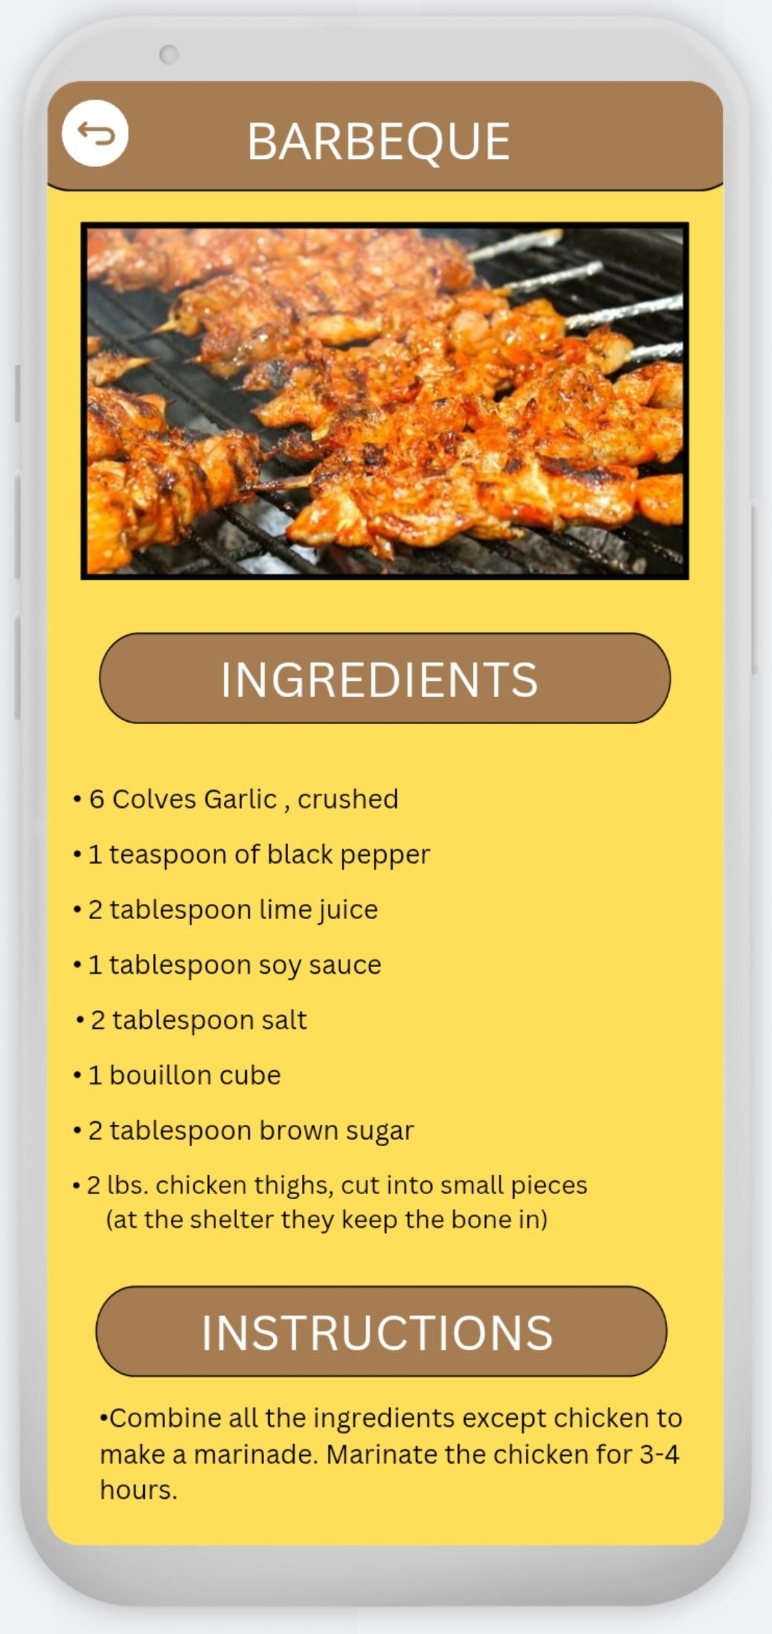 BARBEQUE
INGREDIENTS
• 6 Colves Garlic , crushed
• 1 teaspoon of black pepper
• 2 tablespoon lime juice
• 1 tablespoon soy sauce
• 2 tablespoon salt
• 1 bouillon cube
• 2 tablespoon brown sugar
• 2 lbs. chicken thighs, cut into small pieces
(at the shelter they keep the bone in)
INSTRUCTIONS
•Combine all the ingredients except chicken to
make a marinade. Marinate the chicken for 3-4
hours.